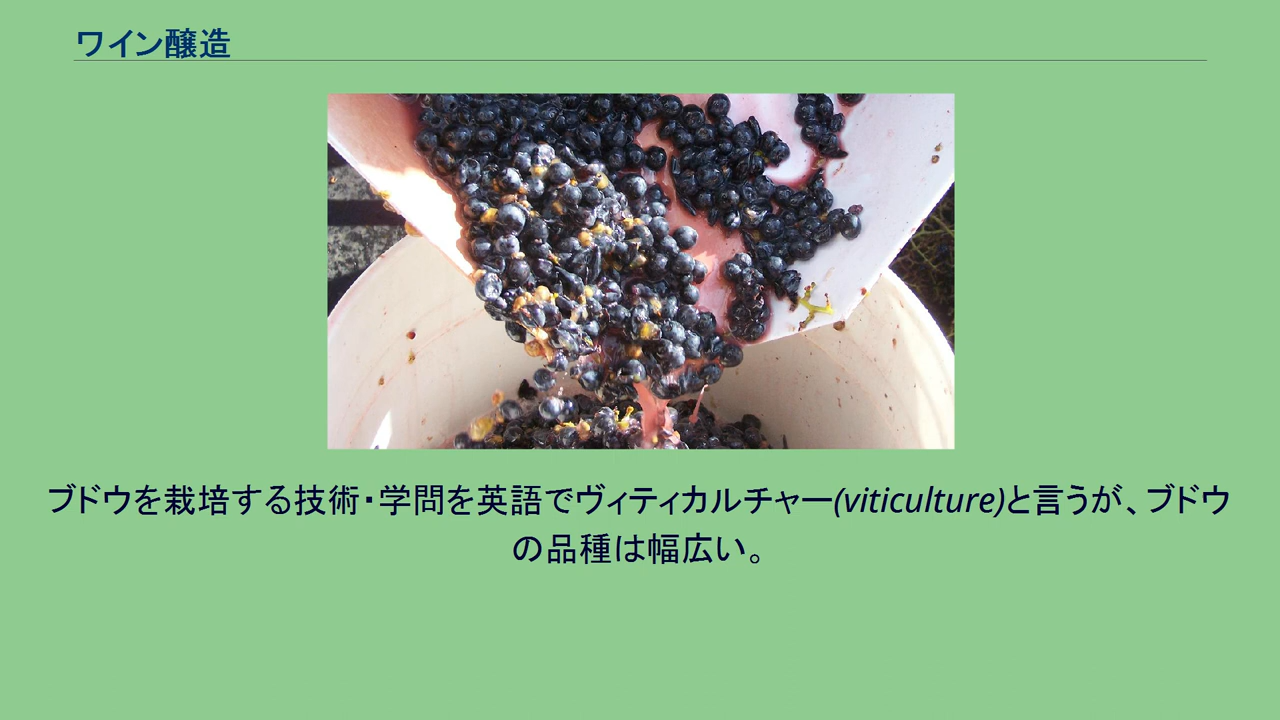 ワイン醸造
ブドウを栽培する技術・学問を英語でヴィティカルチャー(viticulture)と言うが、ブドウ
の品種は幅広い。